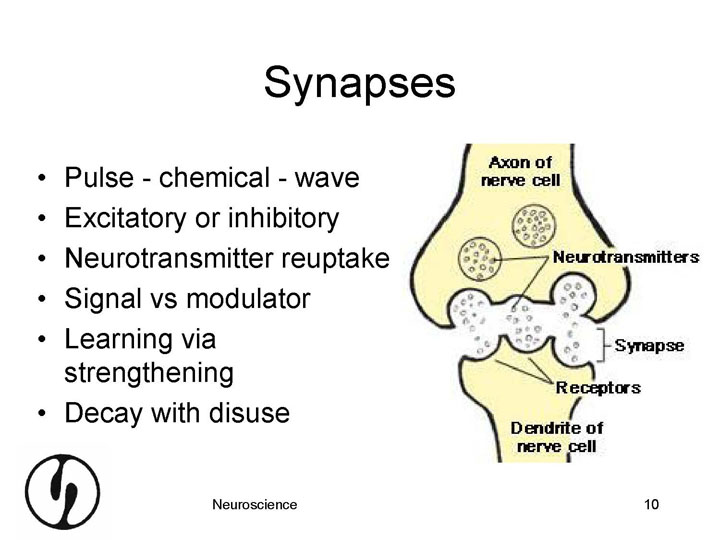 Synapses
• Pulse - chemical - wave
• Excitatory or inhibitory
• Neurotransmitter reuptake
• Signal vs modulator
• Learning via
strengthening
• Decay with disuse
Axon of
nerve cell
Neurotransmitters
Synapse
Receptors
Dendrite of
nerve cell
Neuroscience
10